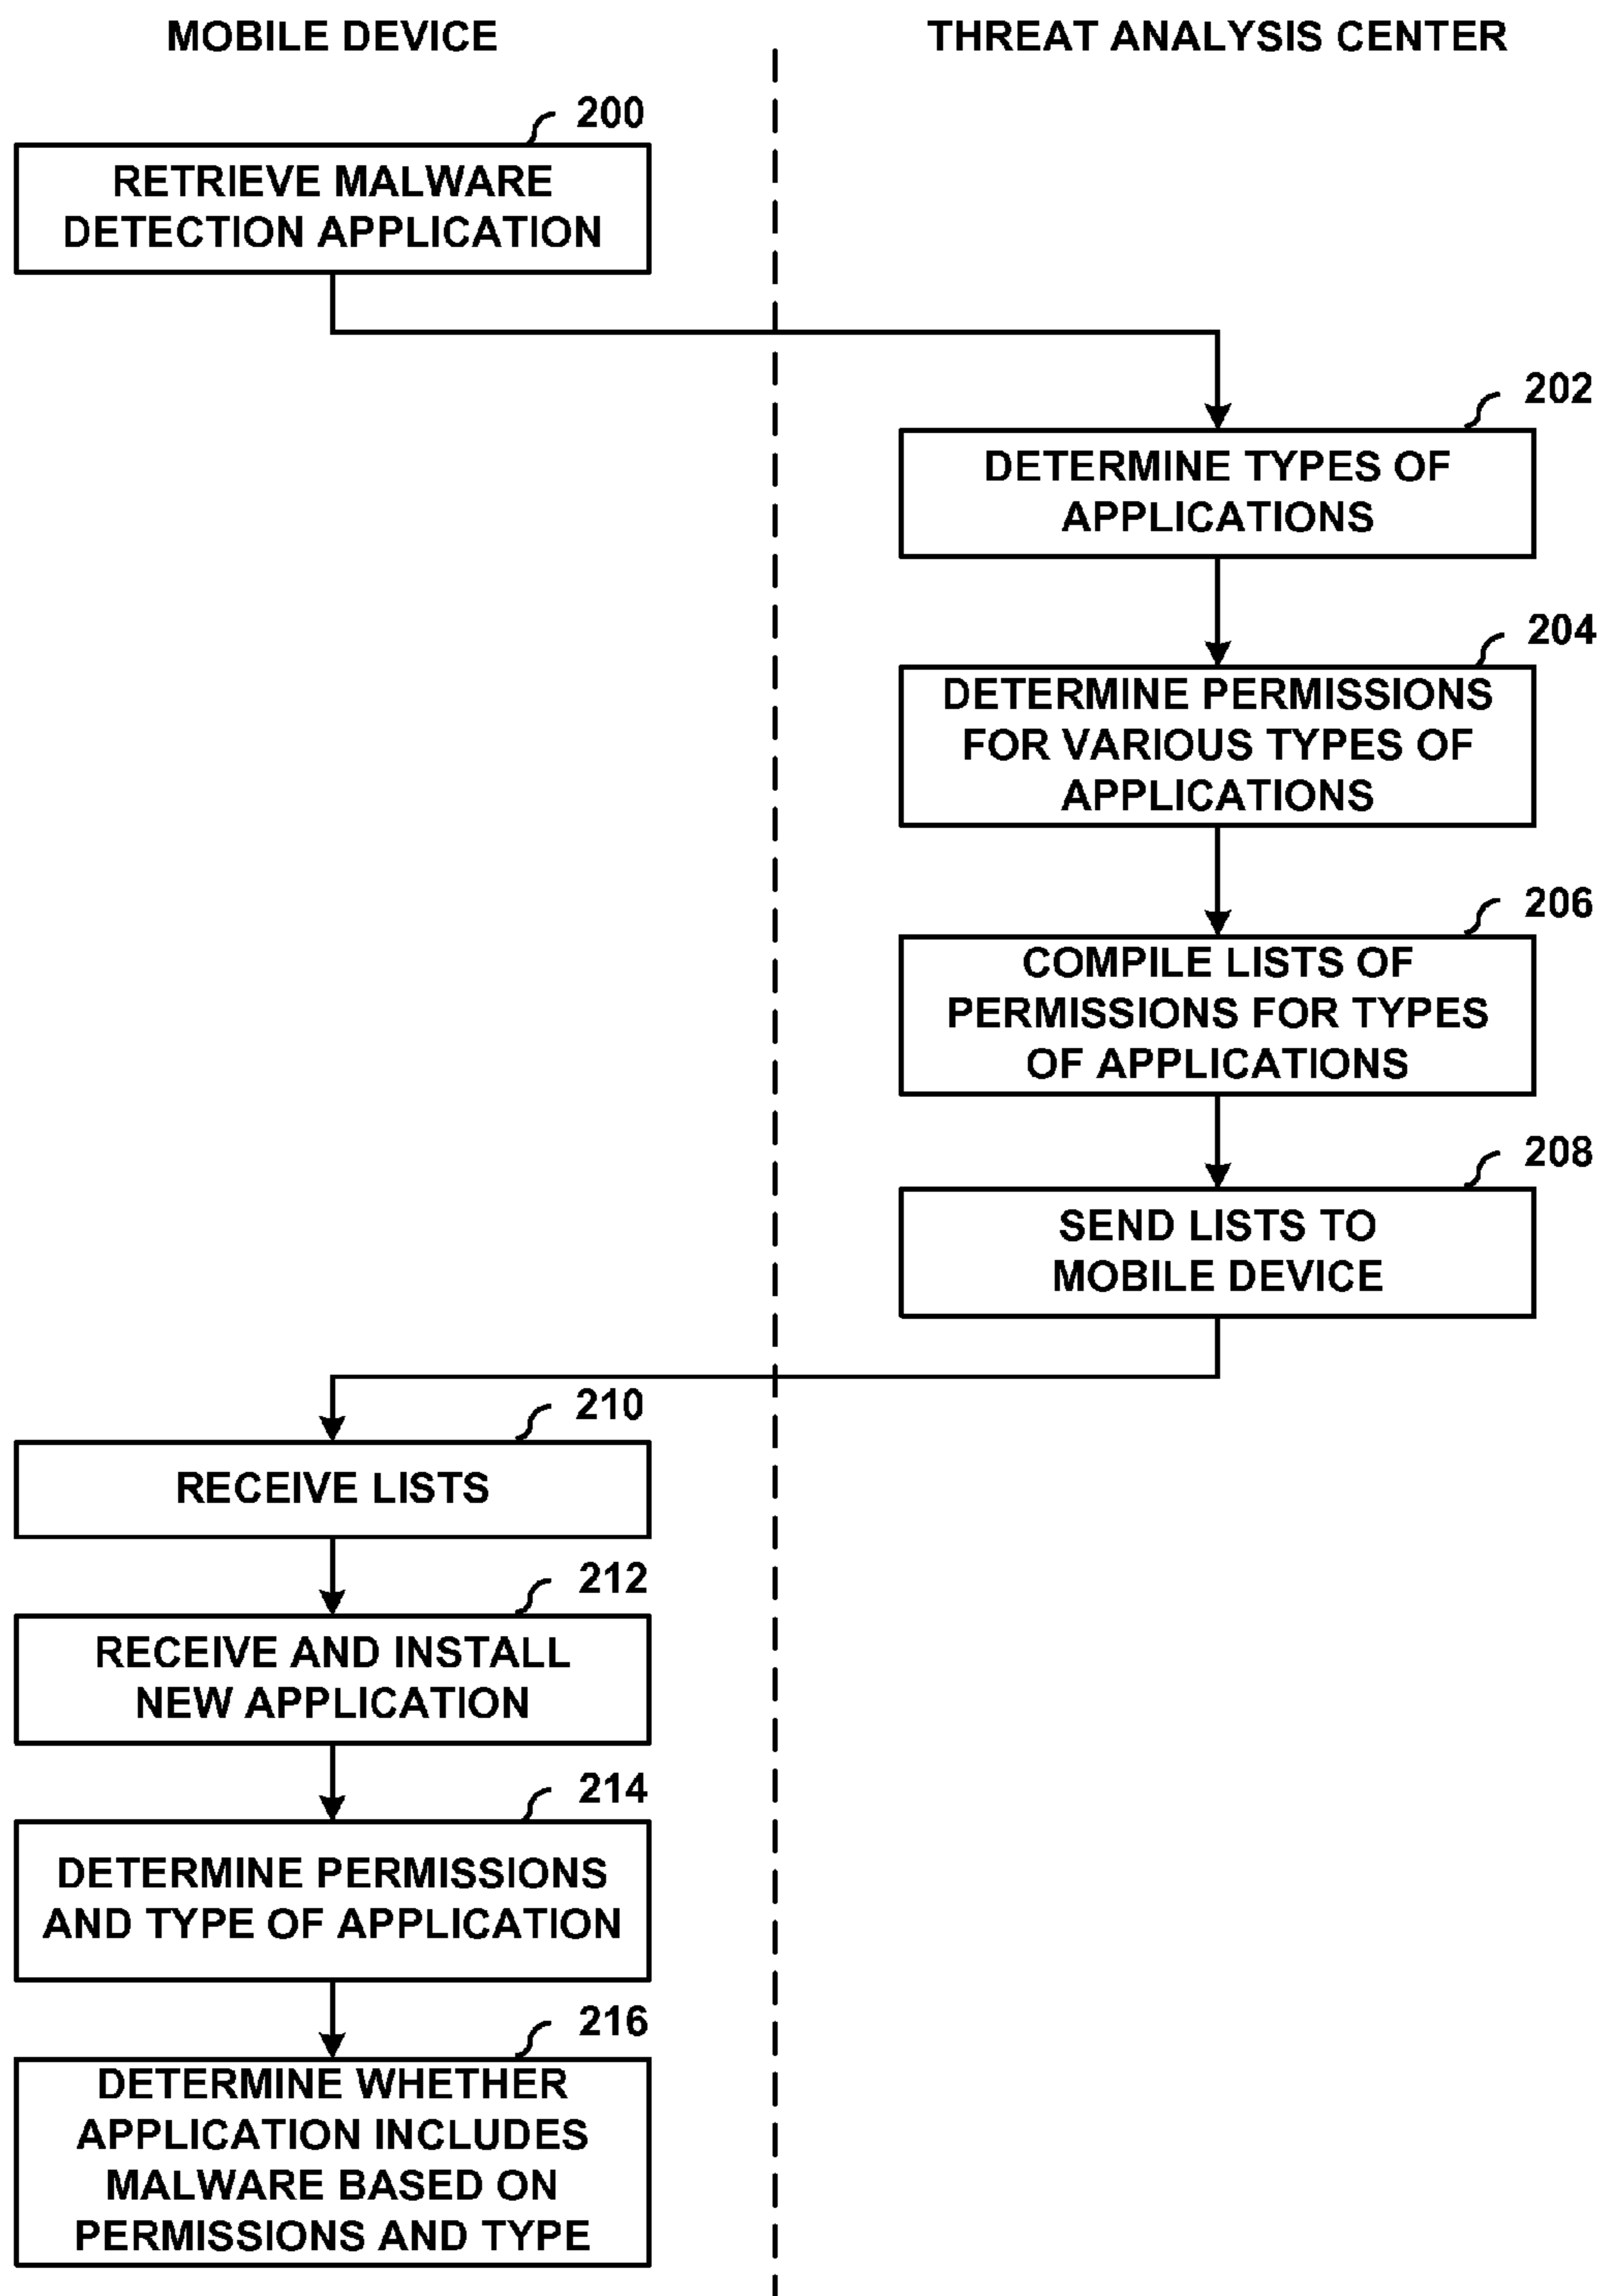 MOBILE DEVICE
THREAT ANALYSIS CENTER
200
RETRIEVE MALWARE
DETECTION APPLICATION
202
DETERMINE TYPES OF
APPLICATIONS
204
DETERMINE PERMISSIONS
FOR VARIOUS TYPES OF
APPLICATIONS
206
COMPILE LISTS OF
PERMISSIONS FOR TYPES
OF APPLICATIONS
208
SEND LISTS TO
MOBILE DEVICE
210
RECEIVE LISTS
212
RECEIVE AND INSTALL
NEW APPLICATION
214
DETERMINE PERMISSIONS
AND TYPE OF APPLICATION
216
DETERMINE WHETHER
APPLICATION INCLUDES
MALWARE BASED ON
PERMISSIONS AND TYPE